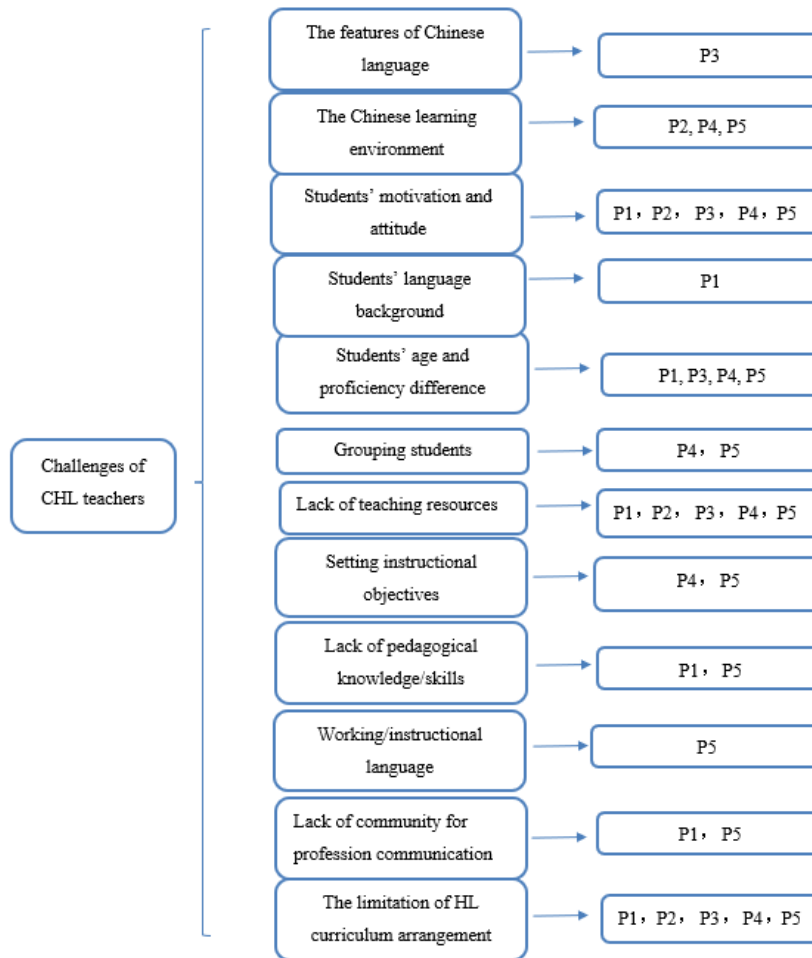 The features of Chinese
language
P3
The Chinese learning
environment
P2, P4, P5
Students’ motivation and
attitude
P1，P2，P3，P4，P5
Students’ language
background
P1
Students’ age and
proficiency difference
P1, P3, P4, P5
Challenges of
CHL teachers
Grouping students
P4，P5
Lack of teaching resources
P1，P2，P3，P4，P5
Setting instructional
objectives
P4，P5
Lack of pedagogical
knowledge/skills
P1，P5
Working/instructional
language
P5
Lack of community for
profession communication
P1，P5
The limitation of HL
curriculum arrangement
P1，P2，P3，P4，P5